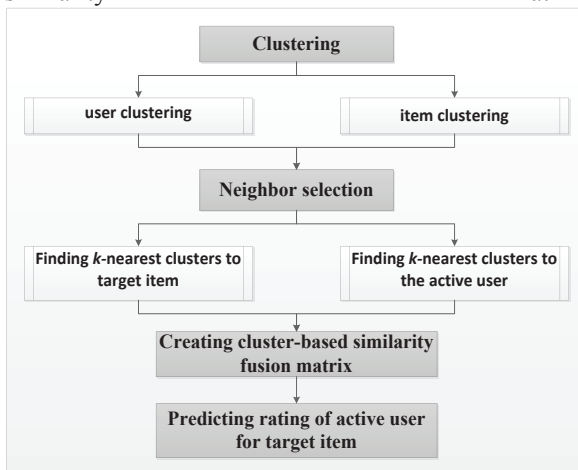 Clustering
user clustering
item clustering
Neighbor selection
Finding k-nearest clusters to
target item
Finding k-nearest clusters to
the active user
Creating cluster-based similarity
fusion matrix
Predicting rating of active user
for target item